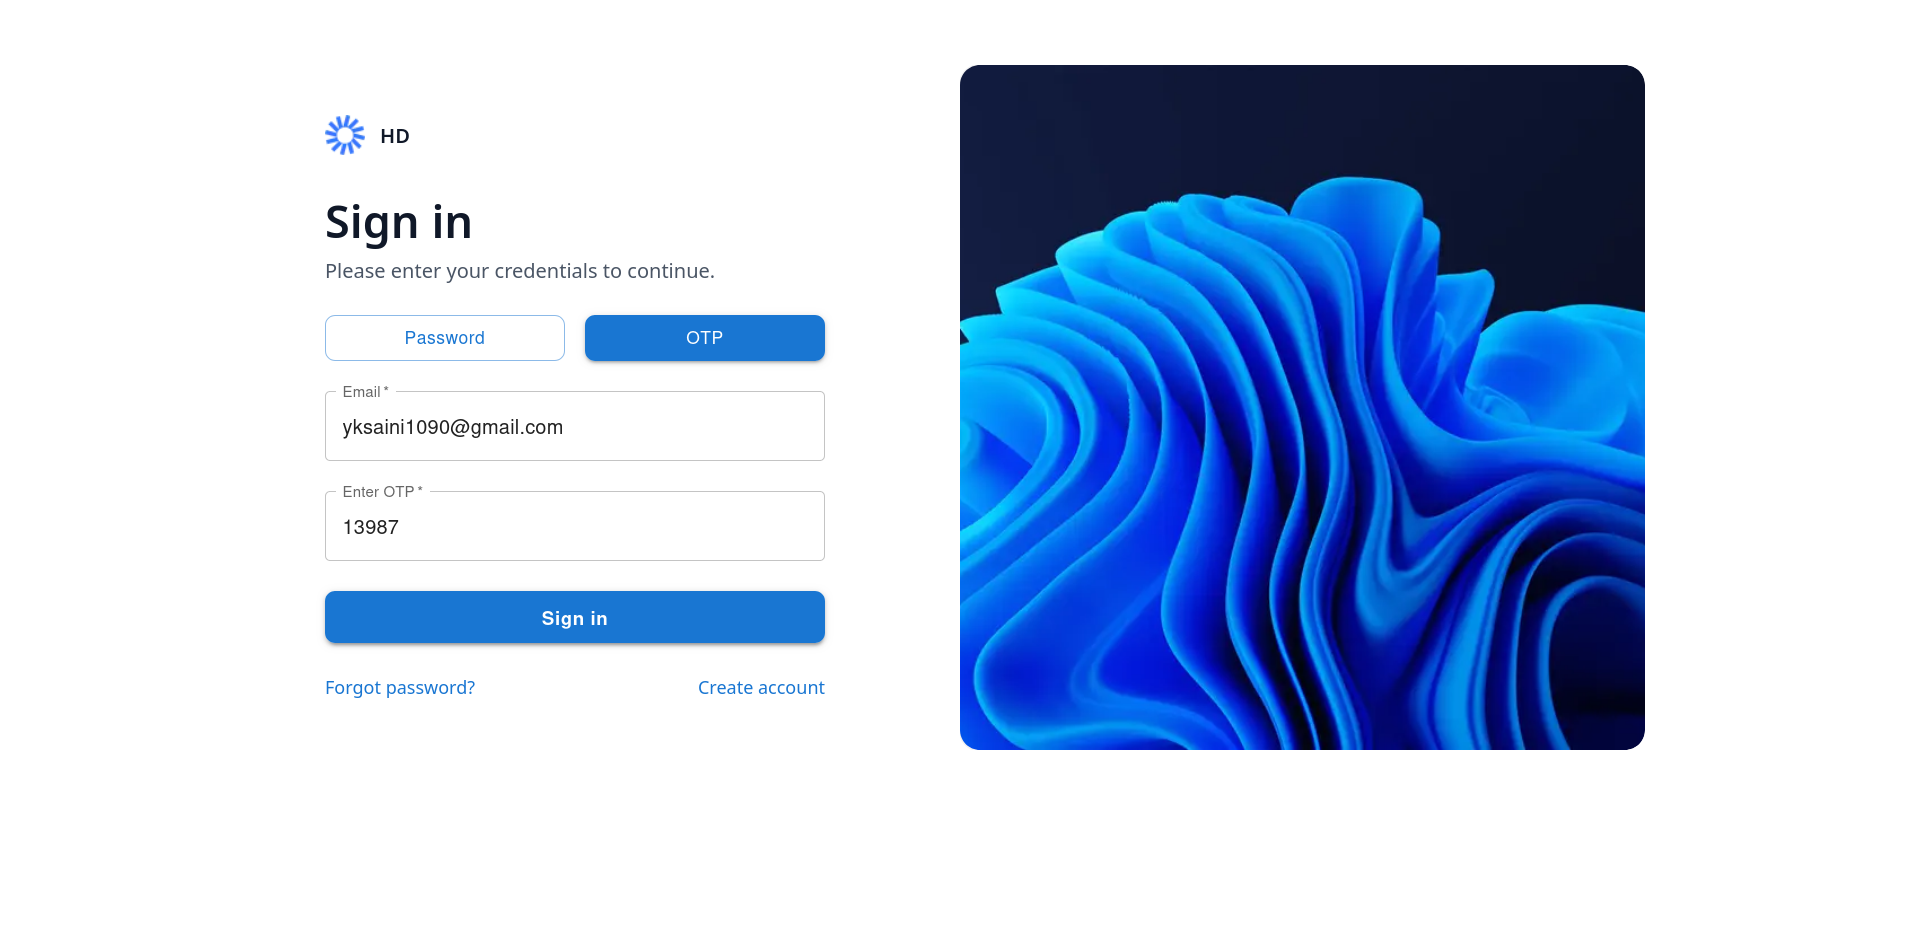 HD
Sign in
Please enter your credentials to continue.
Password
OTP
Email *
yksaini1090@gmail.com
Enter OTP *
13987
Sign in
Forgot password?
Create account